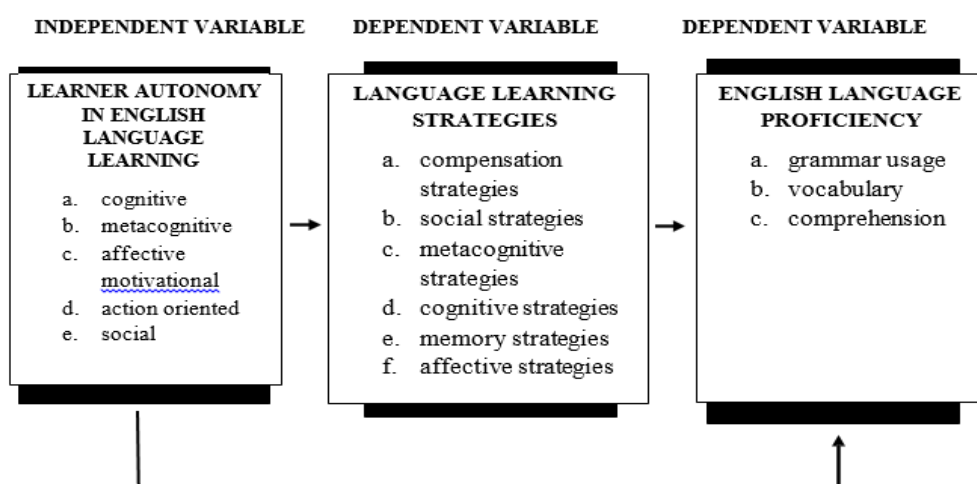 INDEPENDENT VARIABLE
LEARNER AUTONOMY
IN ENGLISH
LANGUAGE
LEARNING
a. cognitive
b. metacognitive
c. affective
motivational
d. action oriented
e. social
DEPENDENT VARIABLE
LANGUAGE LEARNING
STRATEGIES
a. compensation
strategies
b. social strategies
c. metacognitive
strategies
d. cognitive strategies
e. memory strategies
f. affective strategies
DEPENDENT VARIABLE
ENGLISH LANGUAGE
PROFICIENCY
a. grammar usage
b. vocabulary
c. comprehension